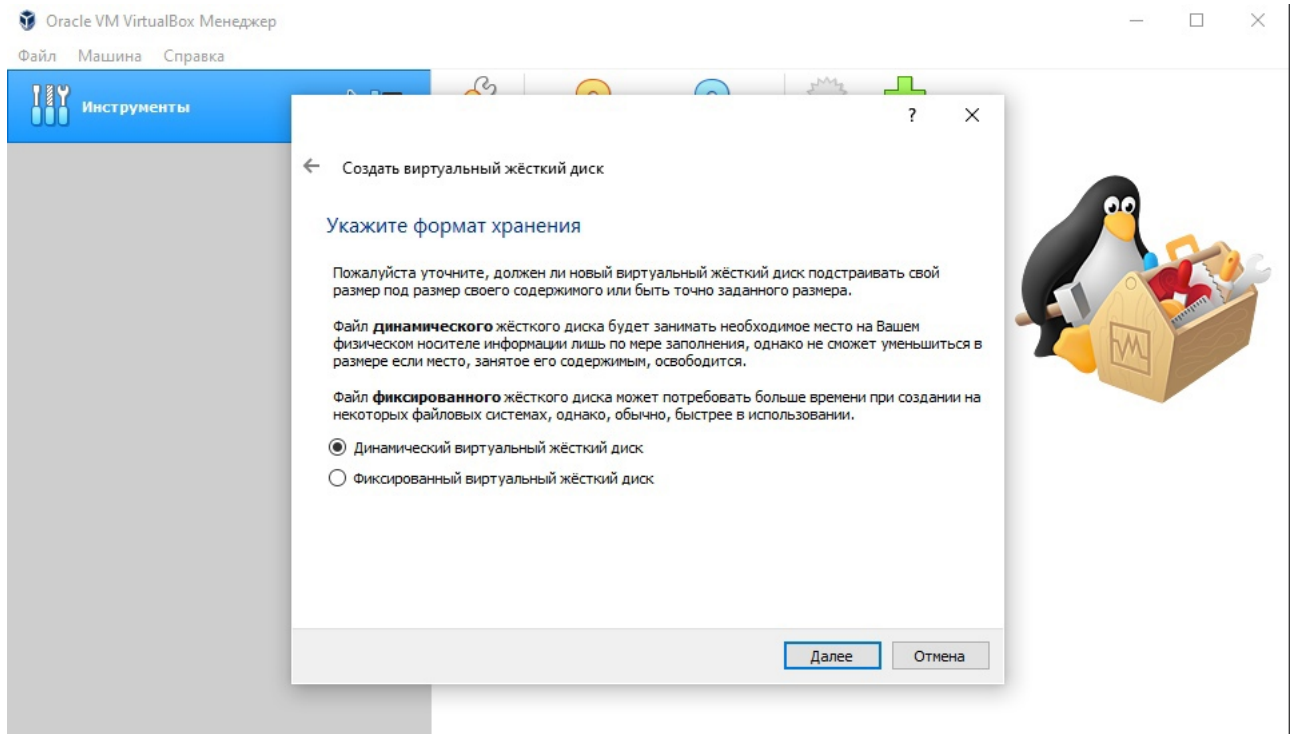 Oracle VM VirtualBox Менеджер
Файл Машина Справка
Инструменты
?
Создать виртуальный жёсткий диск
Укажите формат хранения
Пожалуйста уточните, должен ли новый виртуальный жёсткий диск подстраивать свой
размер под размер своего содержимого или быть точно заданного размера.
Файл динамического жёсткого диска будет занимать необходимое место на Вашем
физическом носителе информации лишь по мере заполнения, однако не сможет уменьшиться в
размере если место, занятое его содержимым, освободится.
Файл фиксированного жёсткого диска может потребовать больше времени при создании на
некоторых файловых системах, однако, обычно, быстрее в использовании.
Динамический виртуальный жёсткий диск
Фиксированный виртуальный жёсткий диск
Далее Отмена